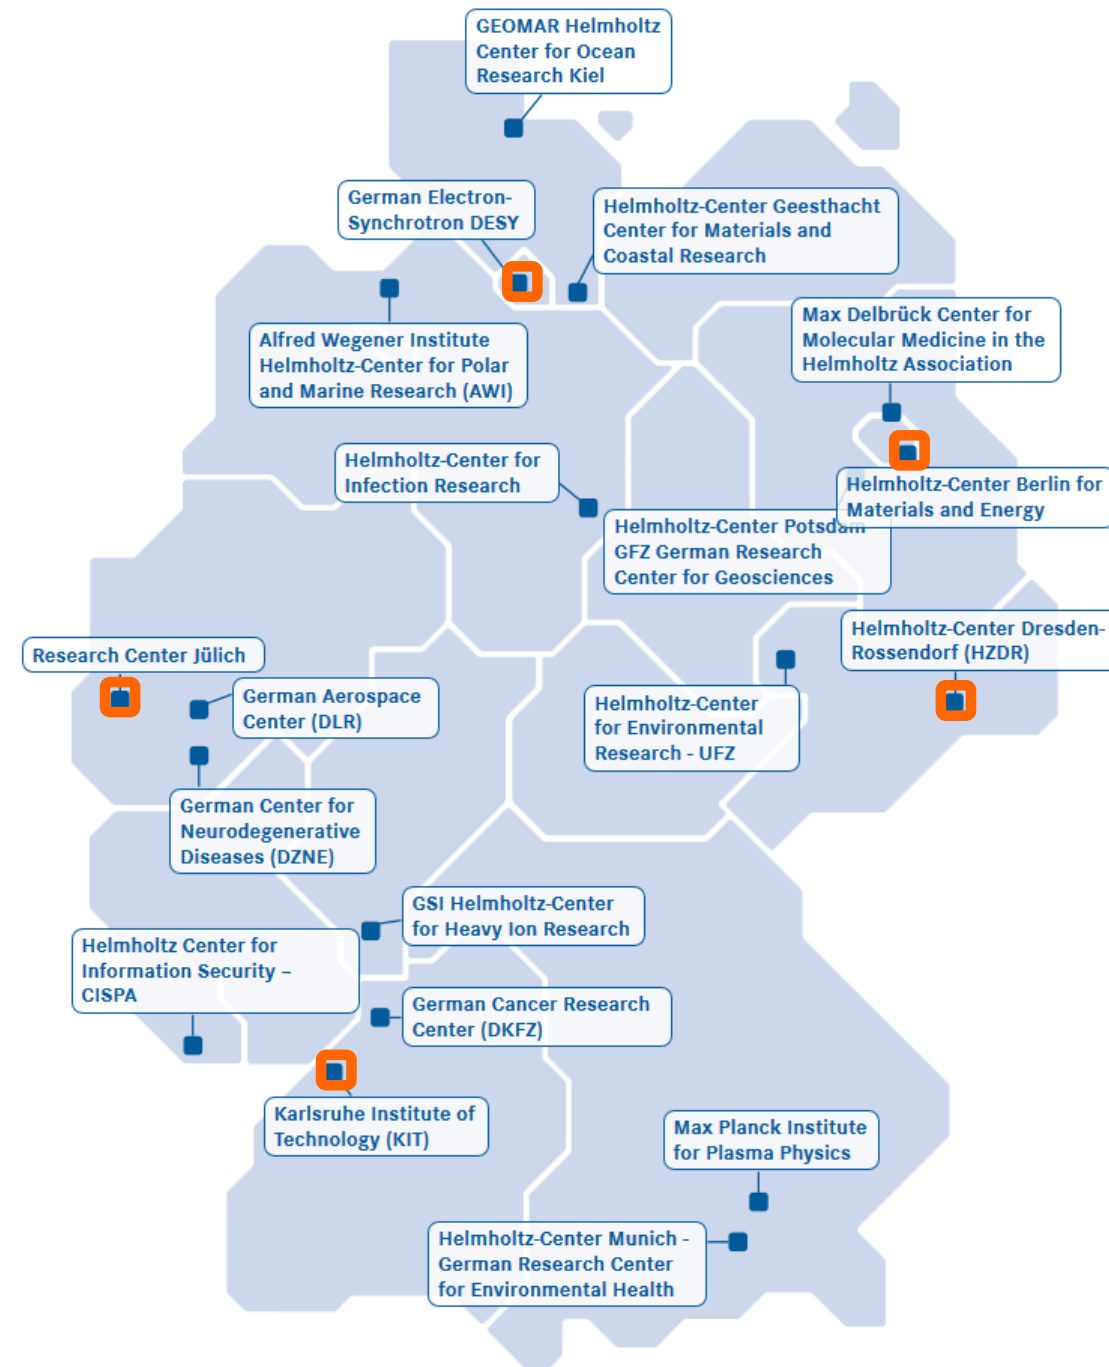 GEOMAR Helmholtz
Center for Ocean
Research Kiel
German Electron-
Synchrotron DESY
Helmholtz-Center Geesthacht
Center for Materials and
Coastal Research
Alfred Wegener Institute
Helmholtz-Center for Polar
and Marine Research (AWI)
Max Delbrück Center for
Molecular Medicine in the
Helmholtz Association
Helmholtz-Center for
Infection Research
Helmholtz-Center Berlin for
Materials and Energy
Helmholtz-Center Potsdam
GFZ German Research
Center for Geosciences
Research Center Jülich
Helmholtz-Center Dresden-
Rossendorf (HZDR)
German Aerospace
Center (DLR)
Helmholtz-Center
for Environmental
Research - UFZ
German Center for
Neurodegenerative
Diseases (DZNE)
GSI Helmholtz-Center
for Heavy Ion Research
Helmholtz Center for
Information Security –
CISPA
German Cancer Research
Center (DKFZ)
Karlsruhe Institute of
Technology (KIT)
Max Planck Institute
for Plasma Physics
Helmholtz-Center Munich -
German Research Center
for Environmental Health